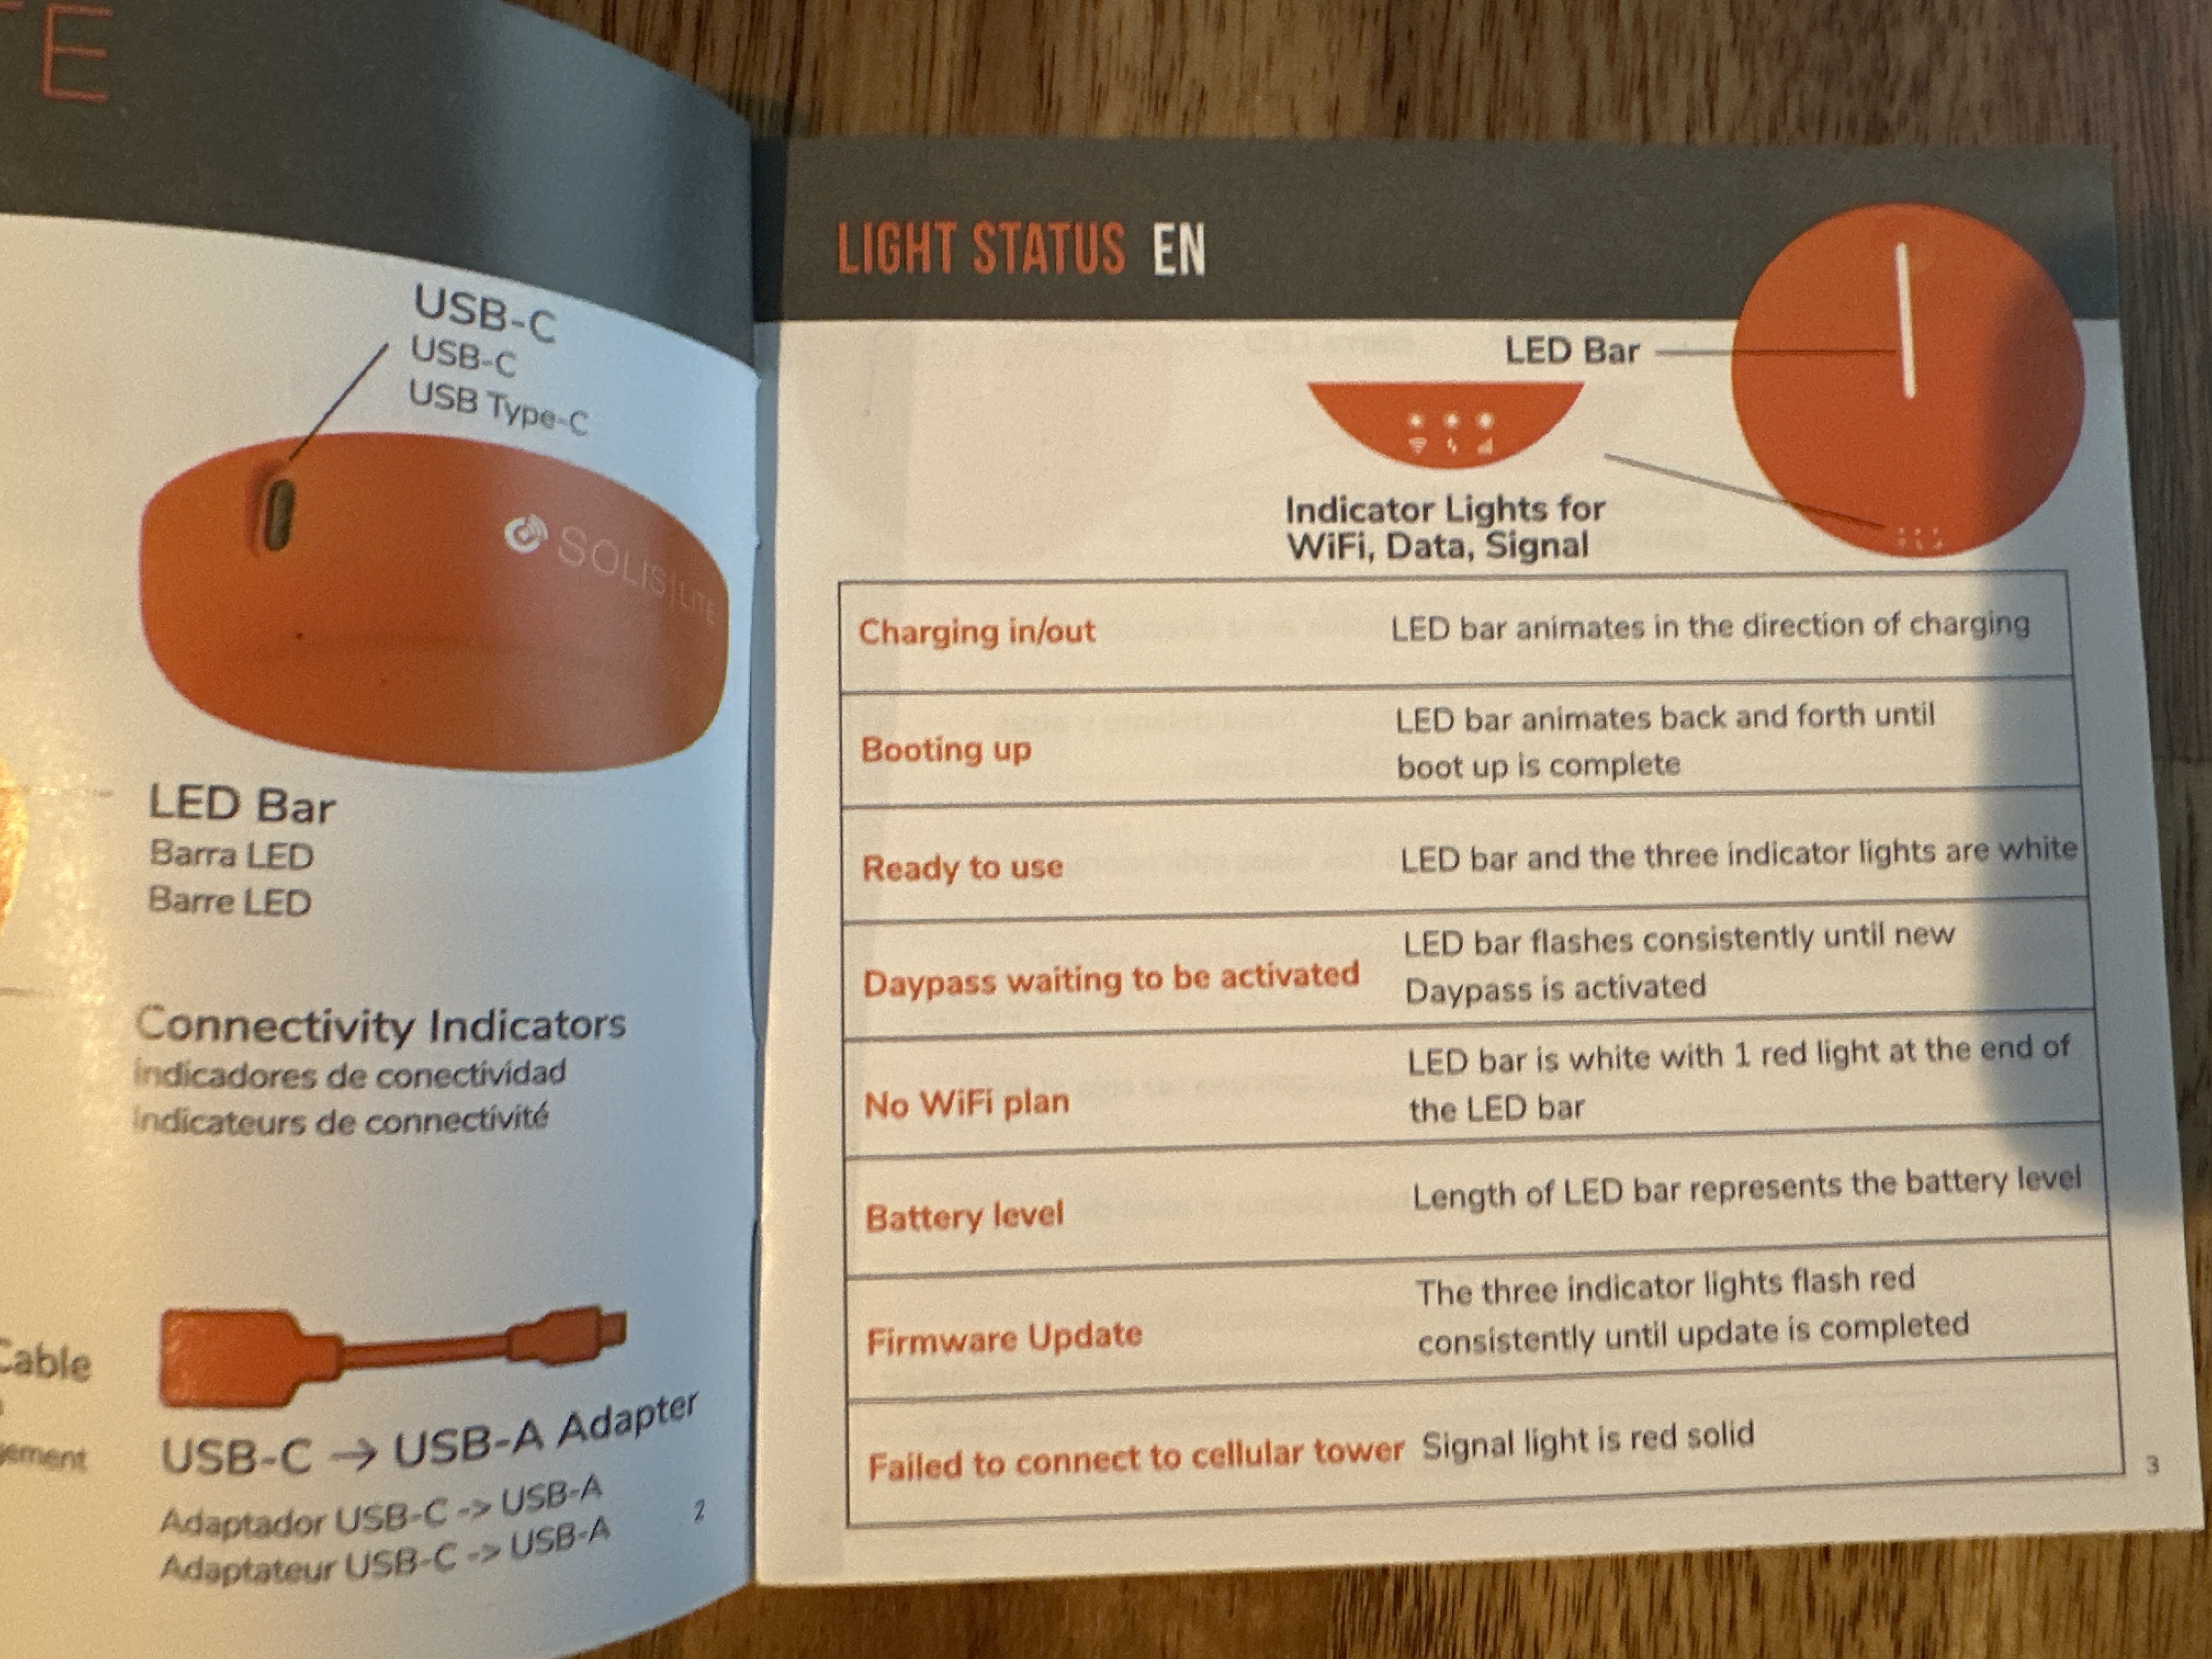 TE
USB-C
USB-C
USB Type-C
SOLIS|LITE
LED Bar
Barra LED
Barre LED
Connectivity Indicators
indicadores de conectividad
indicateurs de connectivité
Cable
USB-C → USB-A Adapter
Adaptador USB-C -> USB-A
Adaptateur USB-C -> USB-A
2
LIGHT STATUS EN
LED Bar
Indicator Lights for
WiFi, Data, Signal
Charging in/out LED bar animates in the direction of charging
Booting up LED bar animates back and forth until
boot up is complete
Ready to use LED bar and the three indicator lights are white
Daypass waiting to be activated LED bar flashes consistently until new
Daypass is activated
No WiFi plan LED bar is white with 1 red light at the end of
the LED bar
Battery level Length of LED bar represents the battery level
Firmware Update The three indicator lights flash red
consistently until update is completed
Failed to connect to cellular tower Signal light is red solid
3